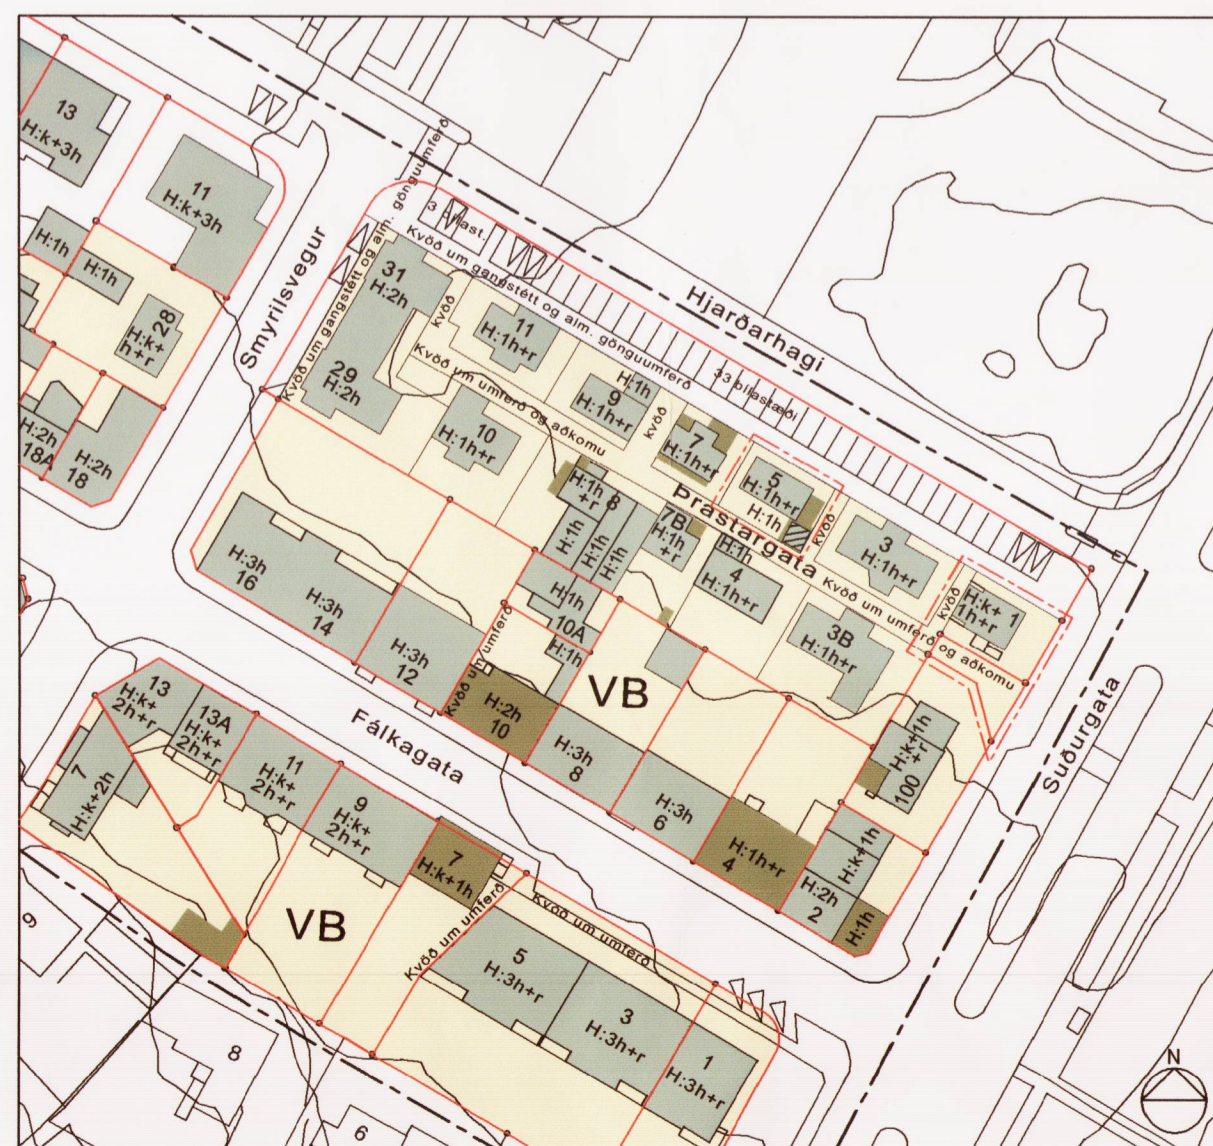 13
H:k+3h
11
H:k+3h
H:1h
H:1h
28
H:k+
h+r
H:2h
18A
H:2h
18
Smyrilsvegur
Kvöð um gangstétt og alm. gönguumferð
3 bílast.
Kvöð um gangstétt og alm. gönguumferð
Hjarðarhagi
33 bílastæði
31
H:2h
29
H:2h
kvöð
11
H:1h+r
Kvöð um umferð og aðkomu
10
H:1h+r
H:1h
9
H:1h+r
kvöð
7
H:1h+r
5
H:1h+r
H:1h
kvöð
Þrastargata
H:1h
+r
8
H:1h
H:1h
H:1h
7B
H:1h
+r
H:1h
4
H:1h+r
3
H:1h+r
Kvöð um umferð og aðkomu
3B
H:1h+r
kvöð
H:k+
1h+r
1
H:1h
10A
H:1h
Kvöð um umferð
VB
H:3h
16
H:3h
14
H:3h
12
H:2h
10
H:3h
8
H:3h
6
H:1h+r
4
H:2h
2
H:1h
H:k+1h
H:k+1h
+r
100
Suðurgata
Fálkagata
13
H:k+
2h+r
13A
H:k+
2h+r
11
H:k+
2h+r
9
H:k+
2h+r
7
H:k+1h
7
H:k+2h
VB
Kvöð um umferð
Kvöð um umferð
5
H:3h+r
3
H:3h+r
1
H:3h+r
9
8
6
N